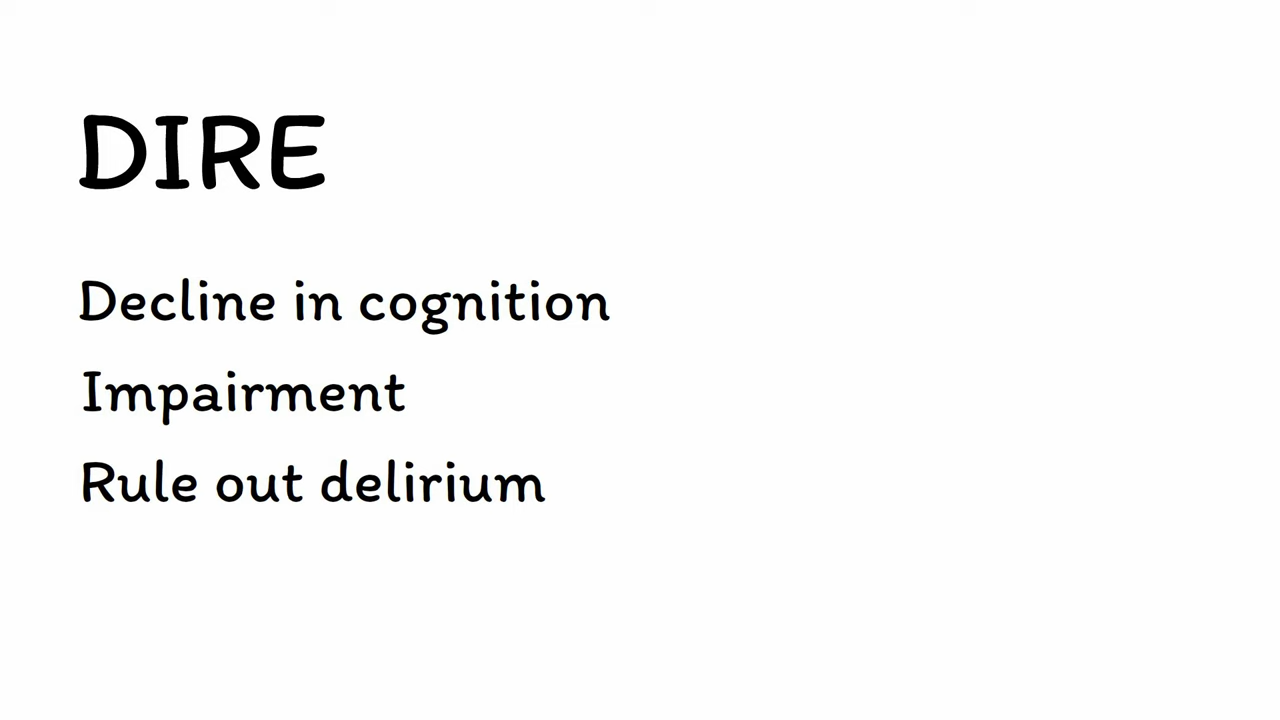 DIRE
Decline in cognition
Impairment
Rule out delirium